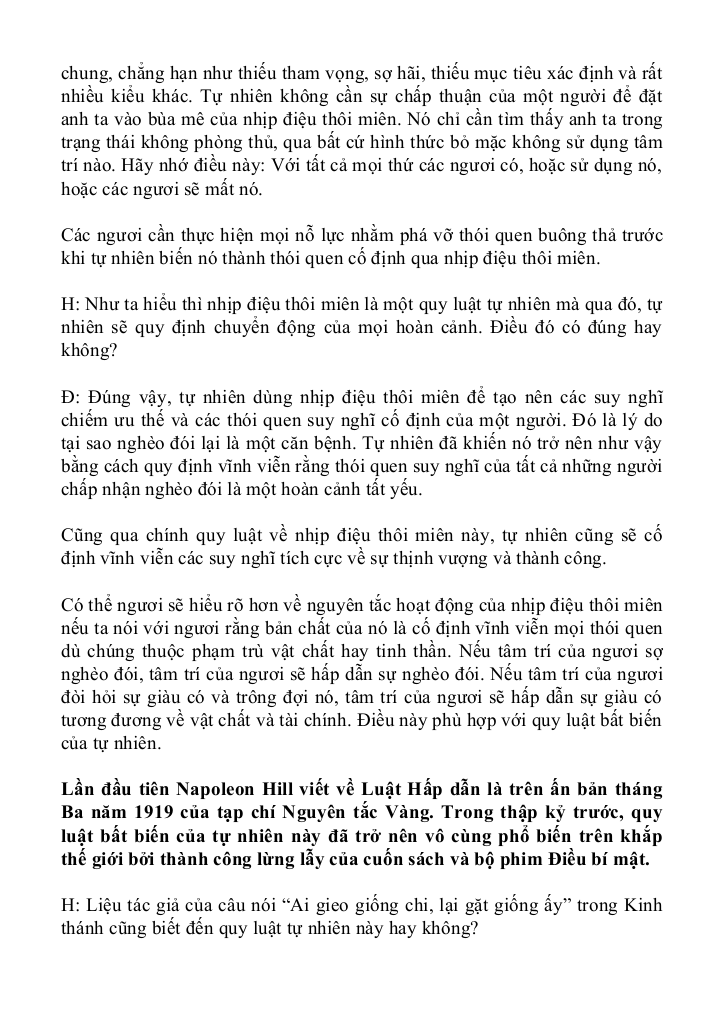 chung, chẳng hạn như thiếu tham vọng, sợ hãi, thiếu mục tiêu xác định và rất
nhiều kiểu khác. Tự nhiên không cần sự chấp thuận của một người để đặt
anh ta vào bùa mê của nhịp điệu thôi miên. Nó chỉ cần tìm thấy anh ta trong
trạng thái không phòng thủ, qua bất cứ hình thức bỏ mặc không sử dụng tâm
trí nào. Hãy nhớ điều này: Với tất cả mọi thứ các ngươi có, hoặc sử dụng nó,
hoặc các ngươi sẽ mất nó.
Các ngươi cần thực hiện mọi nỗ lực nhằm phá vỡ thói quen buông thả trước
khi tự nhiên biến nó thành thói quen cố định qua nhịp điệu thôi miên.
H: Như ta hiểu thì nhịp điệu thôi miên là một quy luật tự nhiên mà qua đó, tự
nhiên sẽ quy định chuyển động của mọi hoàn cảnh. Điều đó có đúng hay
không?
Đ: Đúng vậy, tự nhiên dùng nhịp điệu thôi miên để tạo nên các suy nghĩ
chiếm ưu thế và các thói quen suy nghĩ cố định của một người. Đó là lý do
tại sao nghèo đói lại là một căn bệnh. Tự nhiên đã khiến nó trở nên như vậy
bằng cách quy định vĩnh viễn rằng thói quen suy nghĩ của tất cả những người
chấp nhận nghèo đói là một hoàn cảnh tất yếu.
Cũng qua chính quy luật về nhịp điệu thôi miên này, tự nhiên cũng sẽ cố
định vĩnh viễn các suy nghĩ tích cực về sự thịnh vượng và thành công.
Có thể ngươi sẽ hiểu rõ hơn về nguyên tắc hoạt động của nhịp điệu thôi miên
nếu ta nói với ngươi rằng bản chất của nó là cố định vĩnh viễn mọi thói quen
dù chúng thuộc phạm trù vật chất hay tinh thần. Nếu tâm trí của ngươi sợ
nghèo đói, tâm trí của ngươi sẽ hấp dẫn sự nghèo đói. Nếu tâm trí của ngươi
đòi hỏi sự giàu có và trông đợi nó, tâm trí của ngươi sẽ hấp dẫn sự giàu có
tương đương về vật chất và tài chính. Điều này phù hợp với quy luật bất biến
của tự nhiên.
Lần đầu tiên Napoleon Hill viết về Luật Hấp dẫn là trên ấn bản tháng
Ba năm 1919 của tạp chí Nguyên tắc Vàng. Trong thập kỷ trước, quy
luật bất biến của tự nhiên này đã trở nên vô cùng phổ biến trên khắp
thế giới bởi thành công lừng lẫy của cuốn sách và bộ phim Điều bí mật.
H: Liệu tác giả của câu nói “Ai gieo giống chi, lại gặt giống ấy” trong Kinh
thánh cũng biết đến quy luật tự nhiên này hay không?